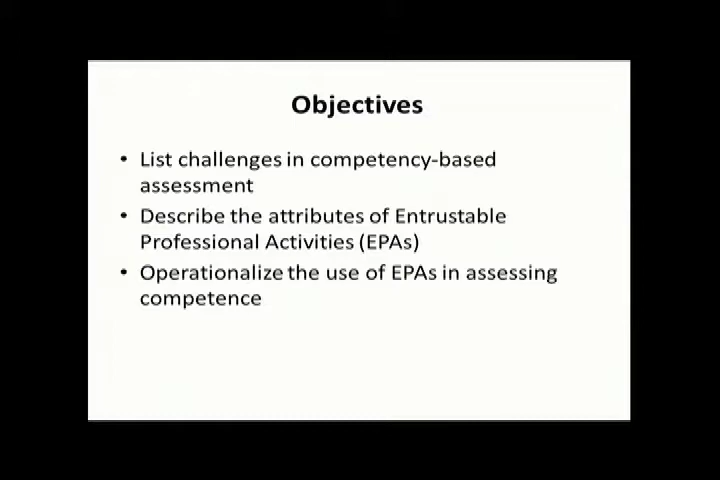 Objectives
• List challenges in competency-based
assessment
• Describe the attributes of Entrustable
Professional Activities (EPAs)
• Operationalize the use of EPAs in assessing
competence